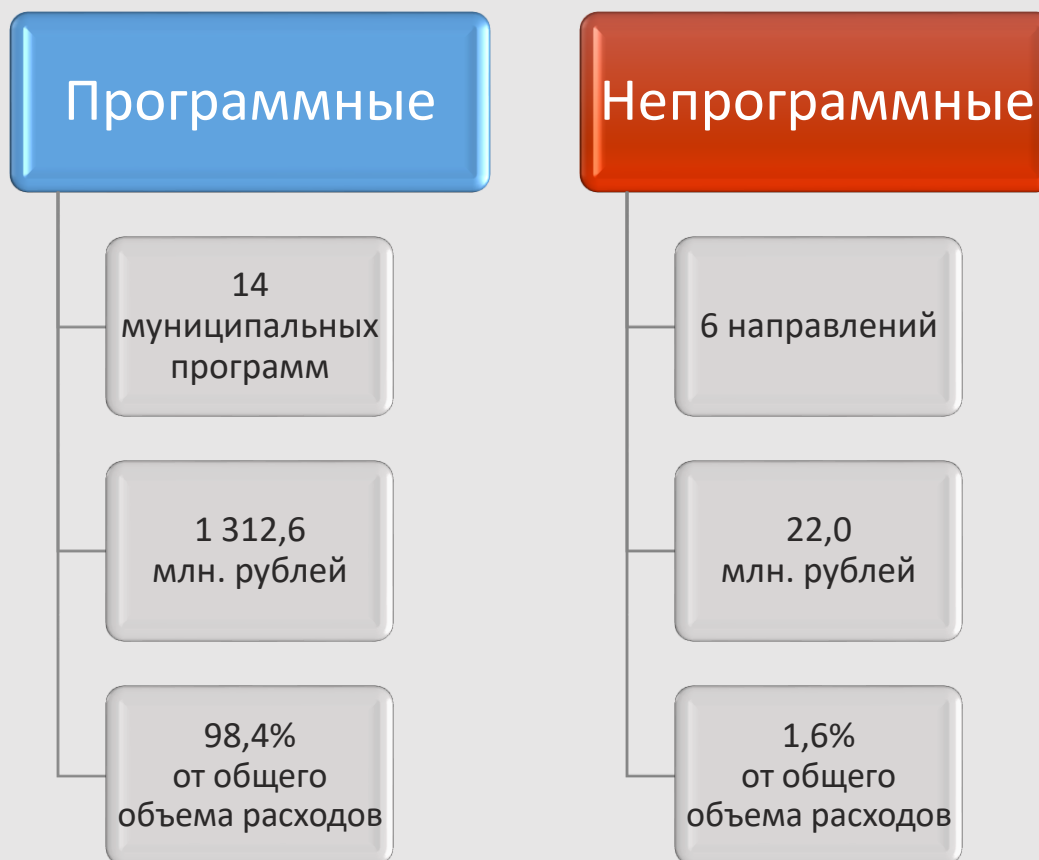 Программные
14
муниципальных
программ
1 312,6
млн. рублей
98,4%
от общего
объема расходов
Непрограммные
6 направлений
22,0
млн. рублей
1,6%
от общего
объема расходов